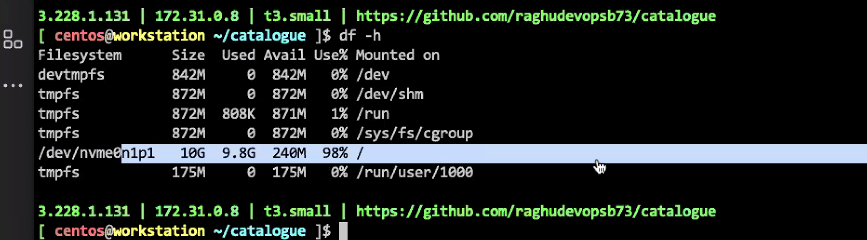 3.228.1.131 | 172.31.0.8 | t3.small | https://github.com/raghudevopsb73/catalogue
[ centos@workstation ~/catalogue ]$ df -h
Filesystem      Size  Used Avail Use% Mounted on
devtmpfs        842M     0  842M   0% /dev
tmpfs           872M     0  872M   0% /dev/shm
tmpfs           872M  808K  871M   1% /run
tmpfs           872M     0  872M   0% /sys/fs/cgroup
/dev/nvme0n1p1   10G  9.8G  240M  98% /
tmpfs           175M     0  175M   0% /run/user/1000
3.228.1.131 | 172.31.0.8 | t3.small | https://github.com/raghudevopsb73/catalogue
[ centos@workstation ~/catalogue ]$